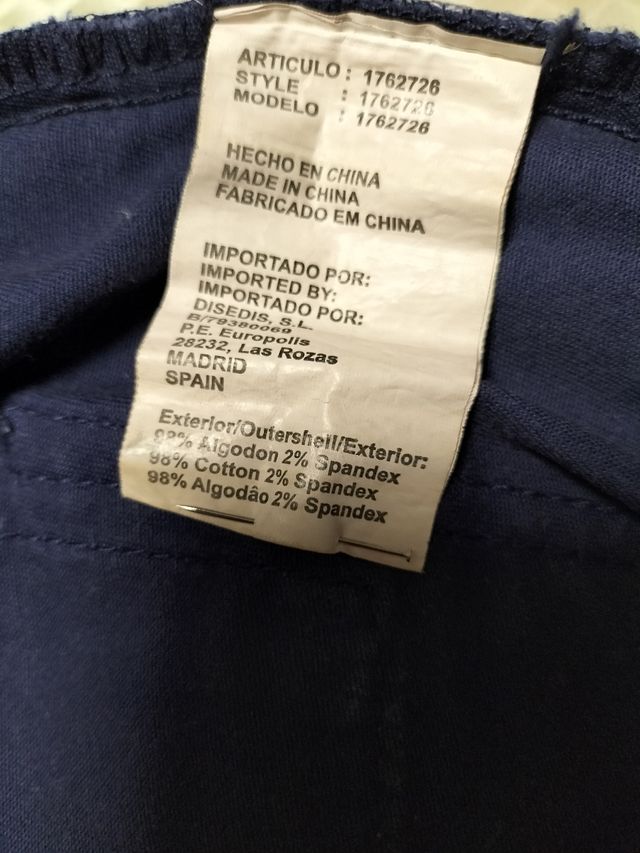 ARTICULO : 1762726
STYLE : 1762726
MODELO : 1762726
HECHO EN CHINA
MADE IN CHINA
FABRICADO EM CHINA
IMPORTADO POR:
IMPORTED BY:
IMPORTADO POR:
DISEDIS, S.L.
B/79380069
P.E. Europolis
28232, Las Rozas
MADRID
SPAIN
Exterior/Outershell/Exterior:
98% Algodon 2% Spandex
98% Cotton 2% Spandex
98% Algodâo 2% Spandex